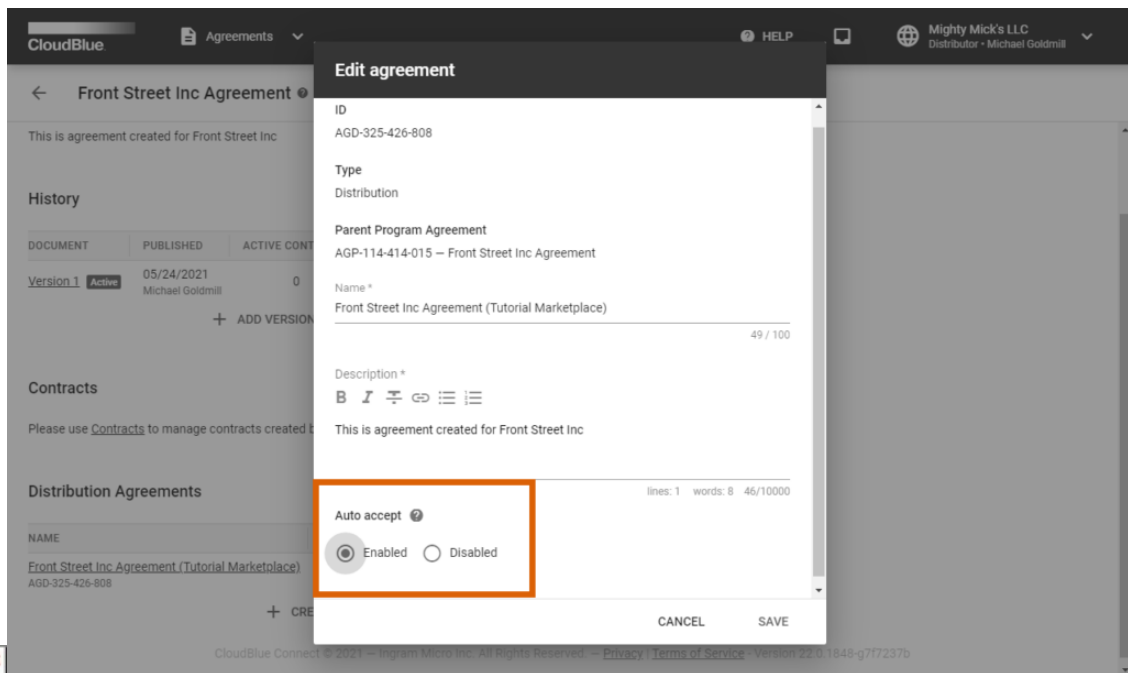 CloudBlue.
Agreements
HELP
Mighty Mick's LLC
Distributor • Michael Goldmill
Front Street Inc Agreement
This is agreement created for Front Street Inc
History
DOCUMENT PUBLISHED ACTIVE CONT
Version 1 Active 05/24/2021 0
Michael Goldmill
+ ADD VERSION
Contracts
Please use Contracts to manage contracts created
Distribution Agreements
NAME
Front Street Inc Agreement (Tutorial Marketplace)
AGD-325-426-808
+ CRE
Edit agreement
ID
AGD-325-426-808
Type
Distribution
Parent Program Agreement
AGP-114-414-015 — Front Street Inc Agreement
Name *
Front Street Inc Agreement (Tutorial Marketplace)
49 / 100
Description *
This is agreement created for Front Street Inc
lines: 1 words: 8 46/10000
Auto accept
Enabled Disabled
CANCEL SAVE
CloudBlue Connect © 2021 — Ingram Micro Inc. All Rights Reserved. — Privacy | Terms of Service - Version 22.0.1848-g7f7237b